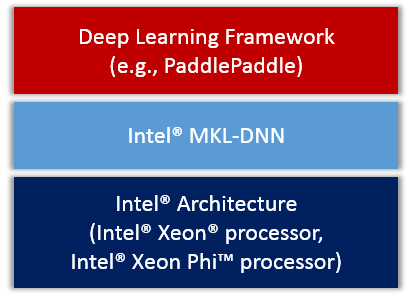 Deep Learning Framework
(e.g., PaddlePaddle)
Intel® MKL-DNN
Intel® Architecture
(Intel® Xeon® processor,
Intel® Xeon Phi™ processor)